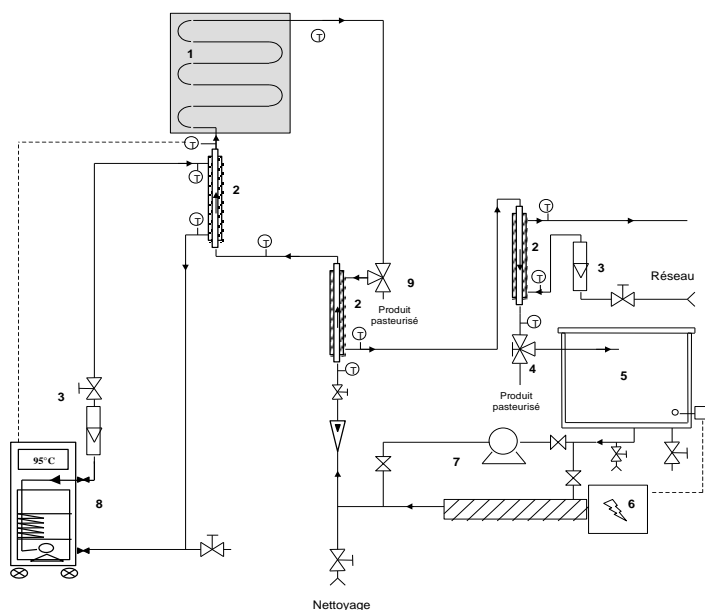 1
T
T
T
2
T
T
T
2
T
3
Réseau
T
9
Produit
pasteurisé
2
T
T
T
4
Produit
pasteurisé
5
3
95°C
8
7
6
Nettoyage